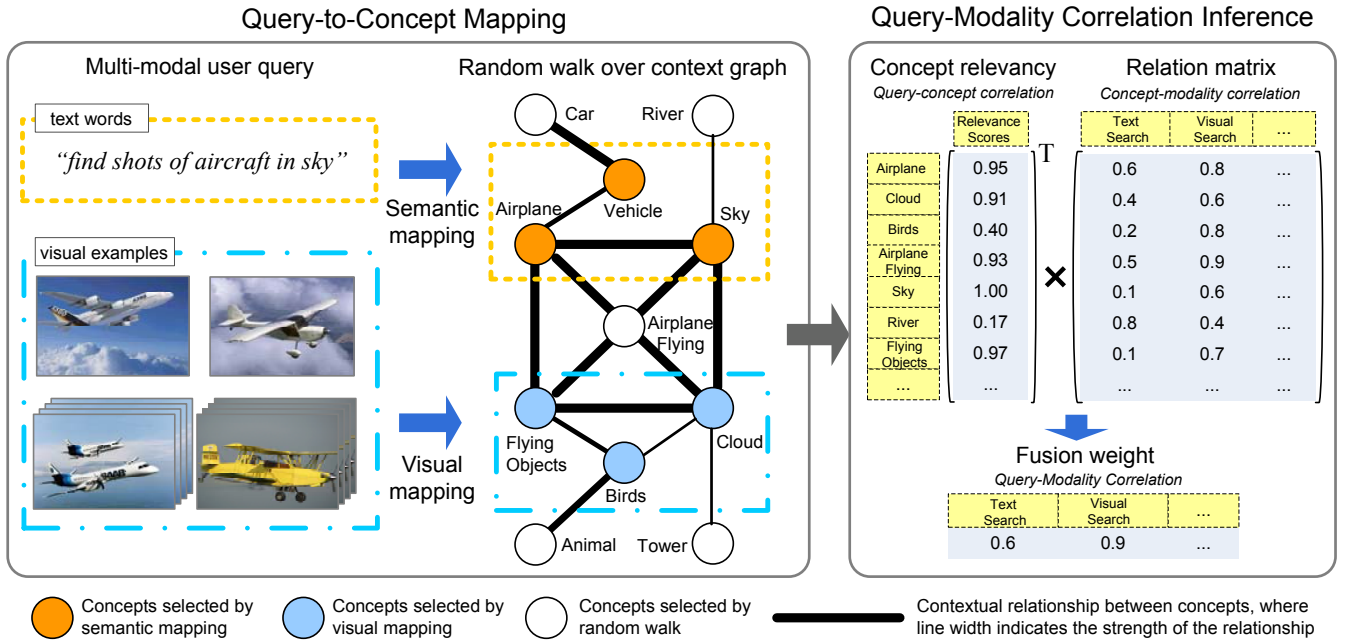 Query-to-Concept Mapping
Multi-modal user query
text words
“find shots of aircraft in sky”
visual examples
Semantic
mapping
Visual
mapping
Random walk over context graph
Car
River
Vehicle
Airplane
Sky
Airplane
Flying
Flying
Objects
Cloud
Birds
Animal
Tower
Query-Modality Correlation Inference
Concept relevancy
Query-concept correlation
Relation matrix
Concept-modality correlation
Relevance
Scores
T
Text
Search
Visual
Search
...
Airplane 0.95 0.6 0.8 ...
Cloud 0.91 0.4 0.6 ...
Birds 0.40 0.2 0.8 ...
Airplane
Flying 0.93 0.5 0.9 ...
Sky 1.00 0.1 0.6 ...
River 0.17 0.8 0.4 ...
Flying
Objects 0.97 0.1 0.7 ...
... ... ... ... ...
×
Fusion weight
Query-Modality Correlation
Text
Search
Visual
Search
...
0.6 0.9 ...
Concepts selected by
semantic mapping
Concepts selected by
visual mapping
Concepts selected by
random walk
Contextual relationship between concepts, where
line width indicates the strength of the relationship